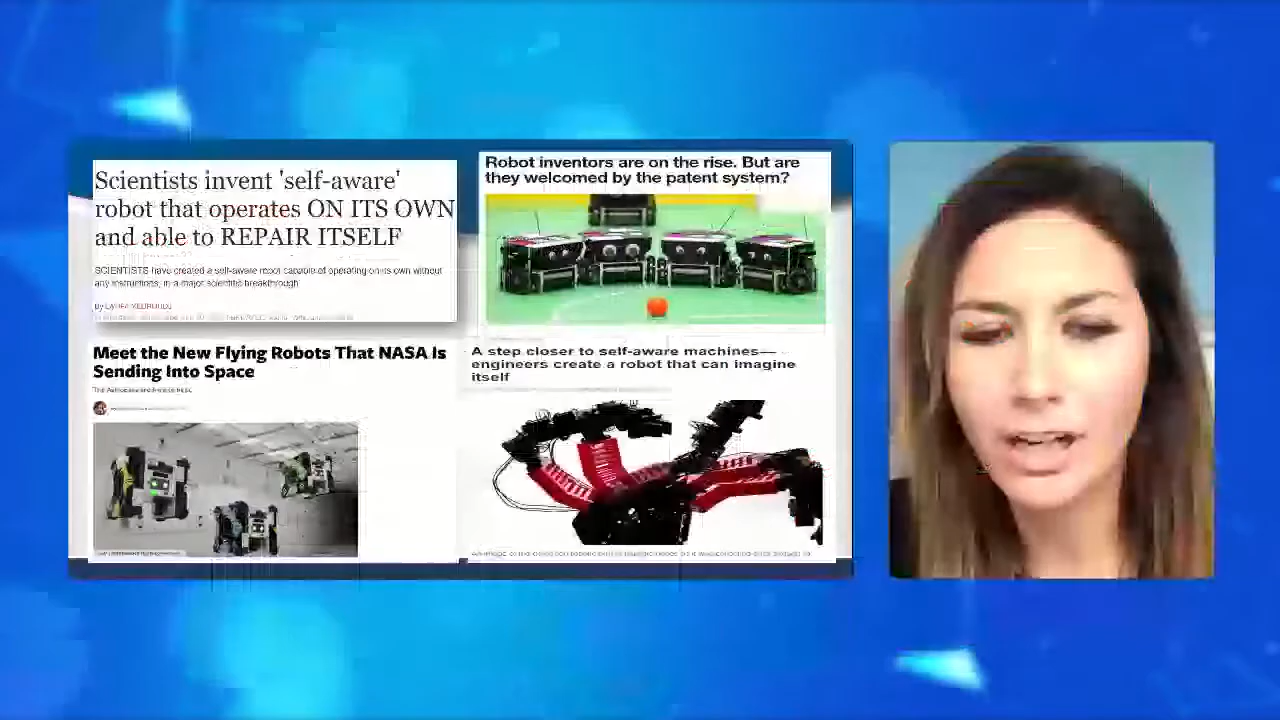 Scientists invent 'self-aware'
robot that operates ON ITS OWN
and able to REPAIR ITSELF
SCIENTISTS have created a self-aware robot capable of operating on its own without
any instructions, in a major scientific breakthrough
Robot inventors are on the rise. But are
they welcomed by the patent system?
Meet the New Flying Robots That NASA Is
Sending Into Space
A step closer to self-aware machines—
engineers create a robot that can imagine
itself